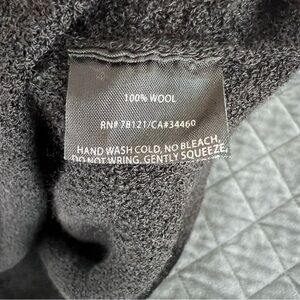 100% WOOL
RN# 78121/CA#34460
HAND WASH COLD, NO BLEACH,
DO NOT WRING, GENTLY SQUEEZE,